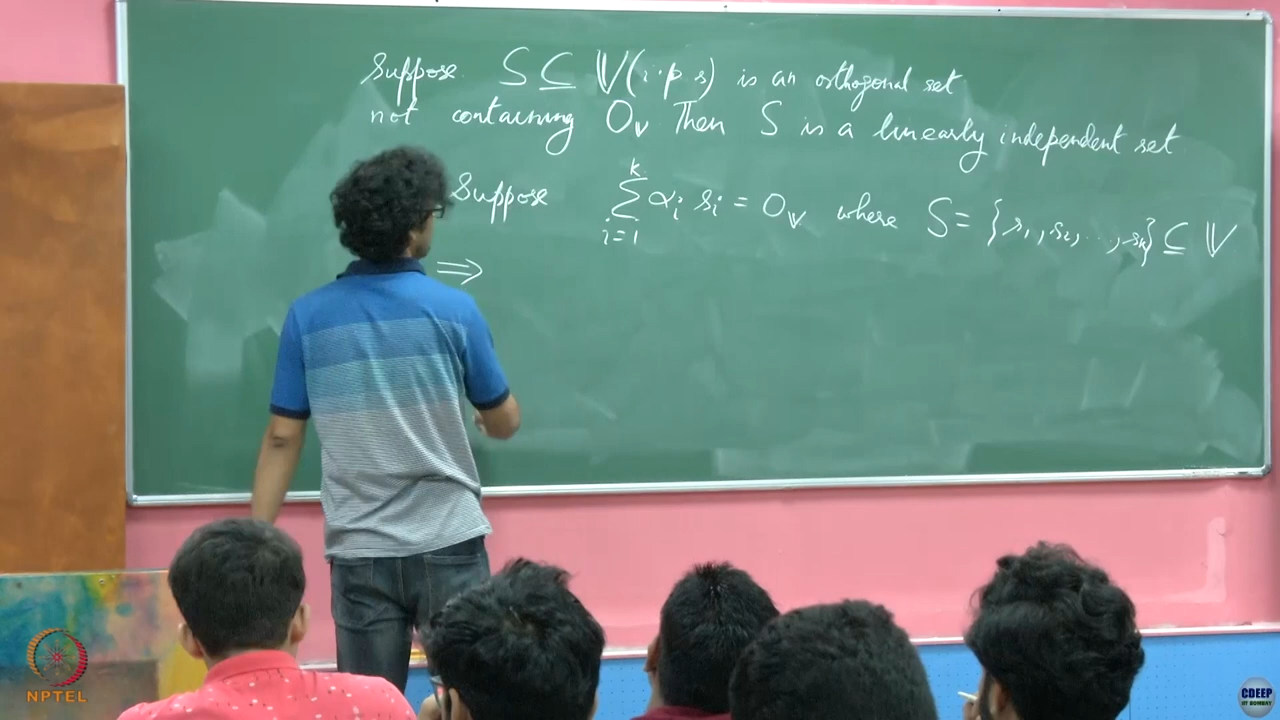 Suppose S ⊆ 𝕍 (i.p.s) is an orthogonal set
not containing 0_𝕍 Then S is a linearly independent set
Suppose ∑_{i=1}^{k} α_i s_i = 0_𝕍 where S = {s_1, s_2, ..., s_k} ⊆ 𝕍
⇒
NPTEL
CDEEP
IIT BOMBAY